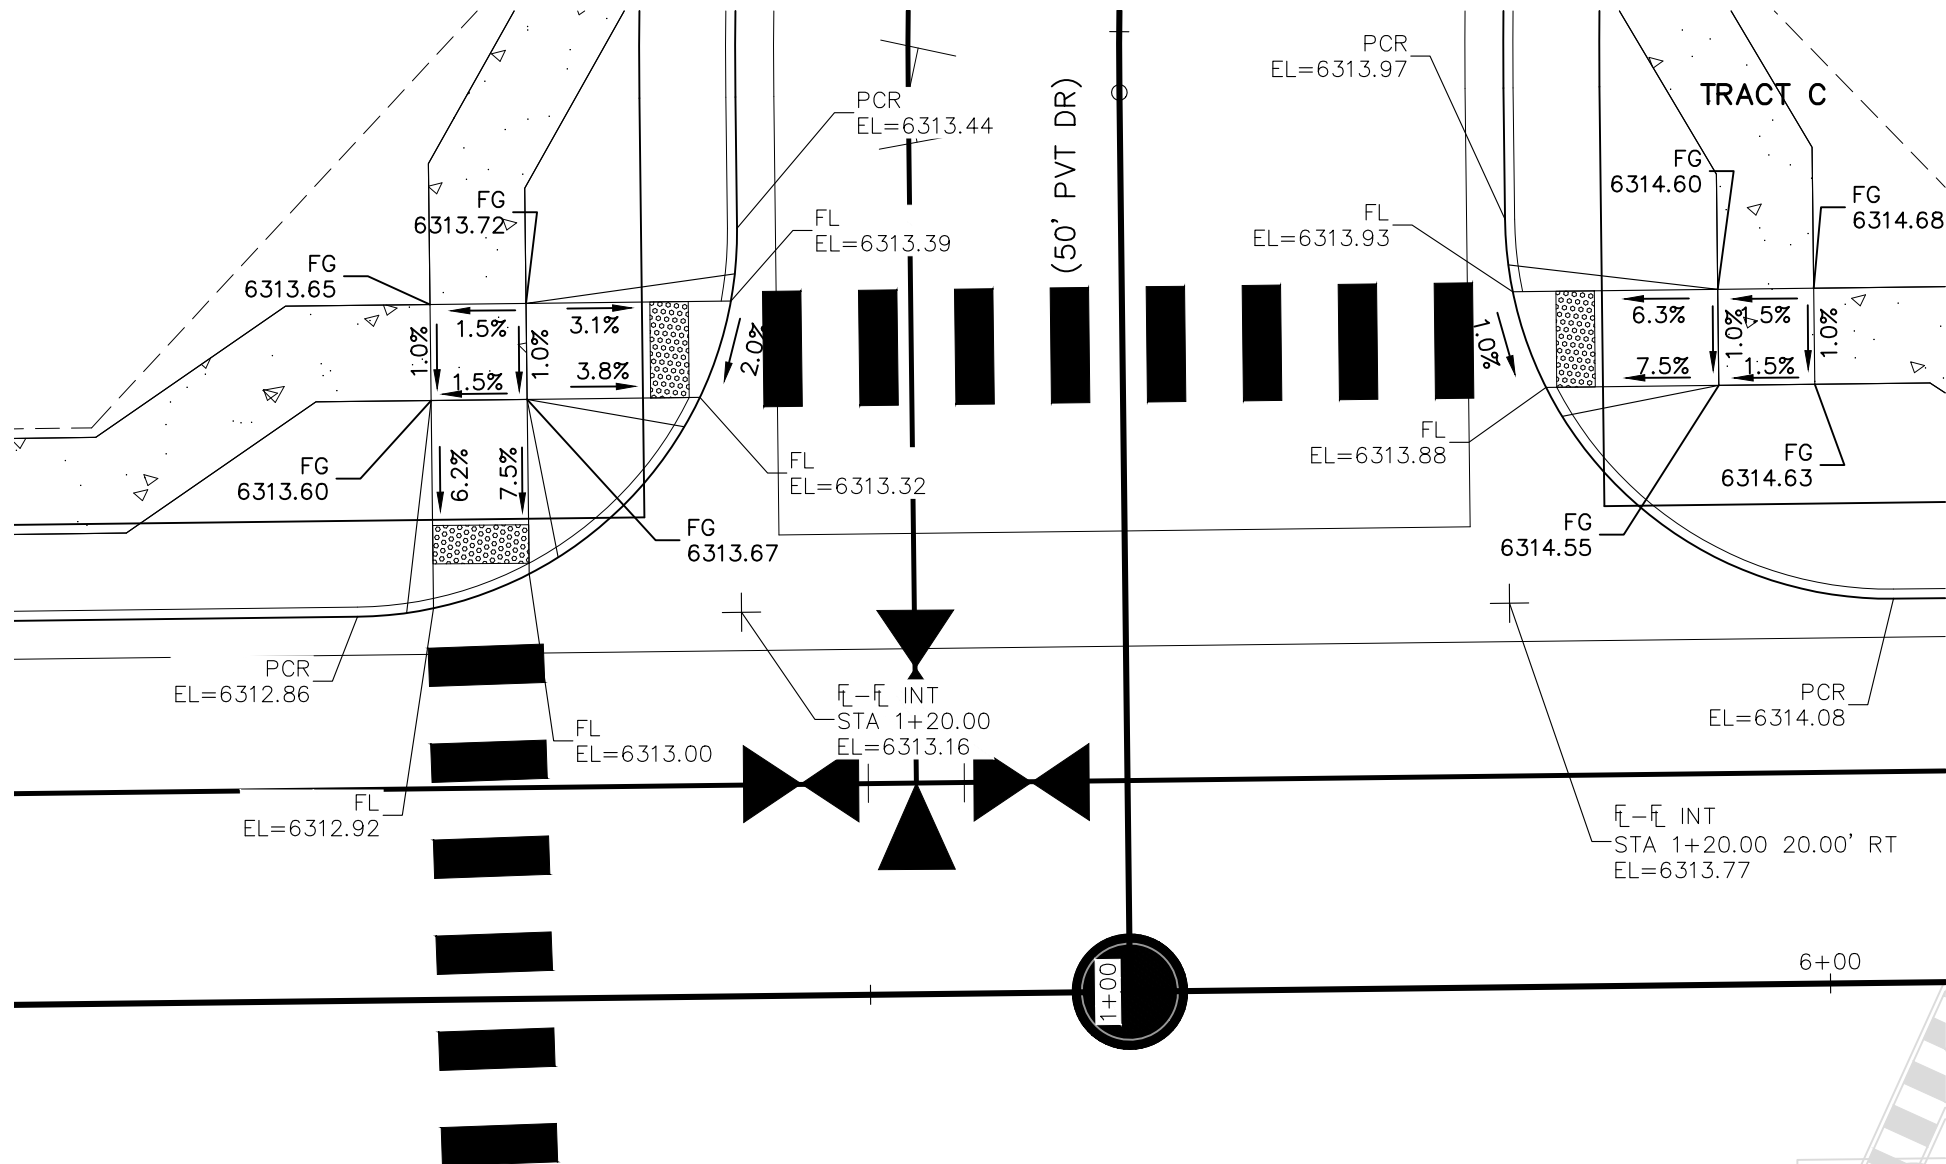 PCR
EL=6313.97
TRACT C
PCR
EL=6313.44
(50' PVT DR)
FG
6314.60
FG
6314.68
FG
6313.72
FL
EL=6313.39
FL
EL=6313.93
FG
6313.65
1.0%
1.5%
1.0%
3.1%
1.5%
3.8%
2.0%
1.0%
6.3%
1.0%
1.5%
1.0%
7.5%
1.5%
FG
6313.60
6.2%
7.5%
FL
EL=6313.32
FL
EL=6313.88
FG
6314.63
FG
6313.67
FG
6314.55
PCR
EL=6312.86
FL-FL INT
STA 1+20.00
EL=6313.16
PCR
EL=6314.08
FL
EL=6313.00
FL
EL=6312.92
FL-FL INT
STA 1+20.00 20.00' RT
EL=6313.77
1+00
6+00